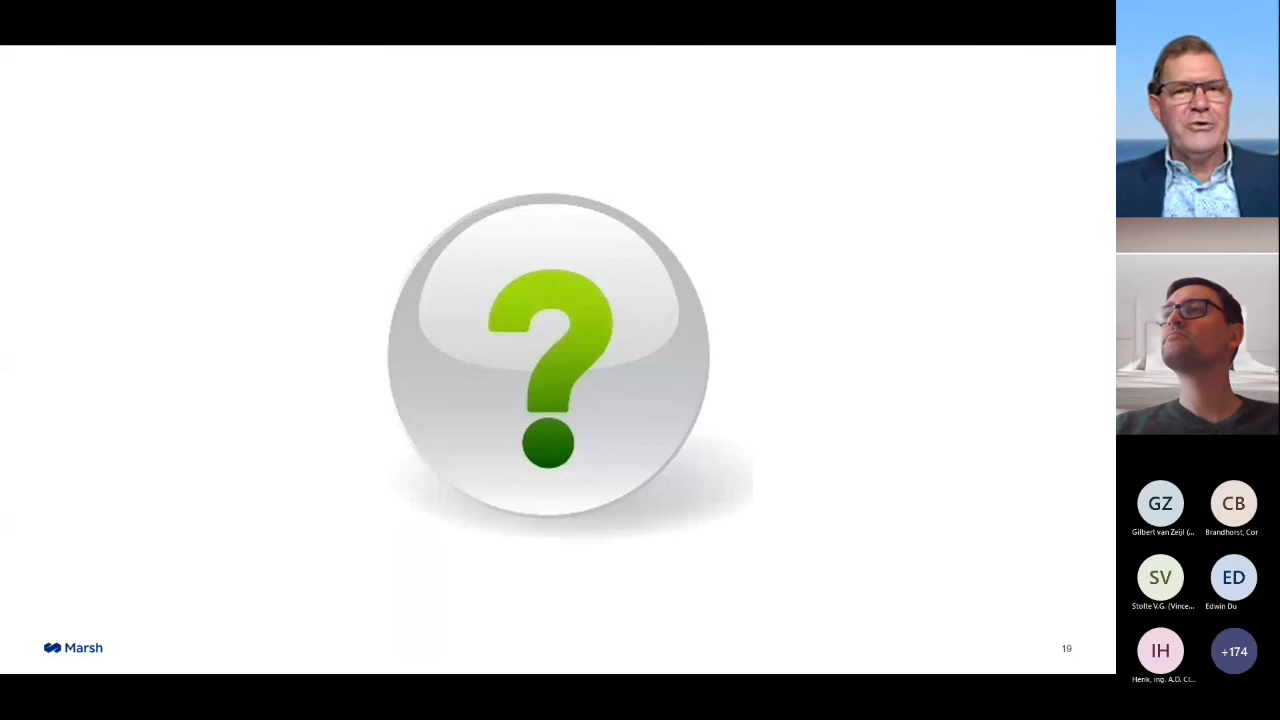 ?
Marsh
19
GZ
CB
Gilbert van Zeijl (...
Brandhorst, Cor
SV
ED
Stolte V.G. (Vince...
Edwin Du
IH
+174
Henk, ing. A.D. Cl...